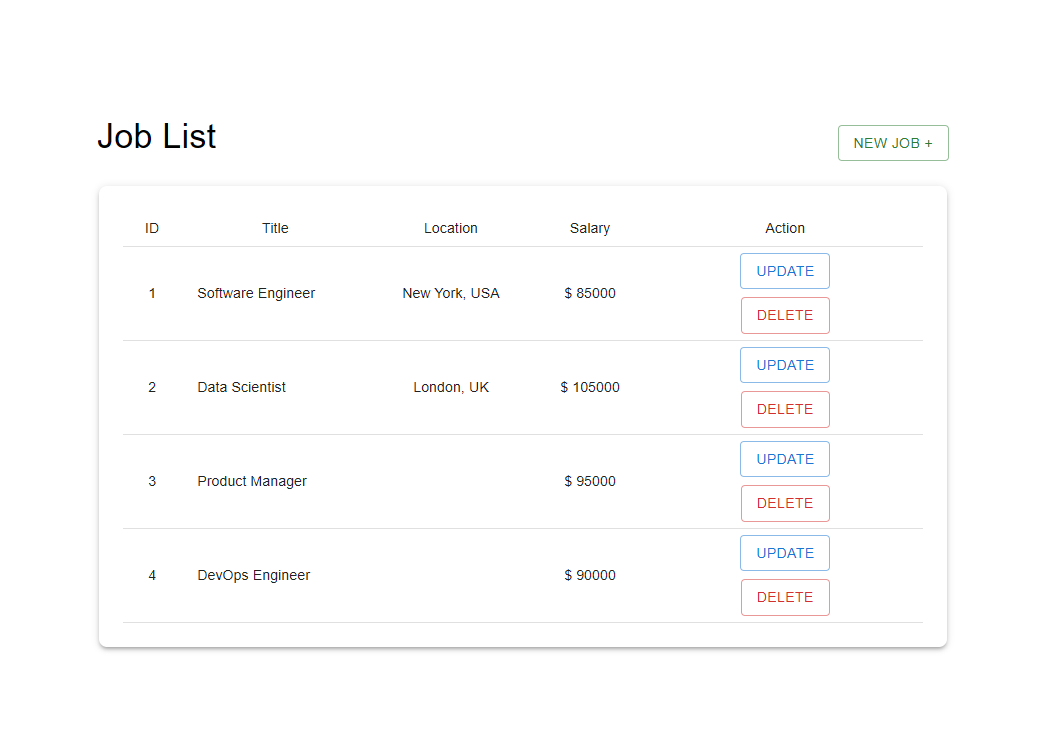 Job List
NEW JOB +
ID Title Location Salary Action
1 Software Engineer New York, USA $ 85000 UPDATE
DELETE
2 Data Scientist London, UK $ 105000 UPDATE
DELETE
3 Product Manager $ 95000 UPDATE
DELETE
4 DevOps Engineer $ 90000 UPDATE
DELETE